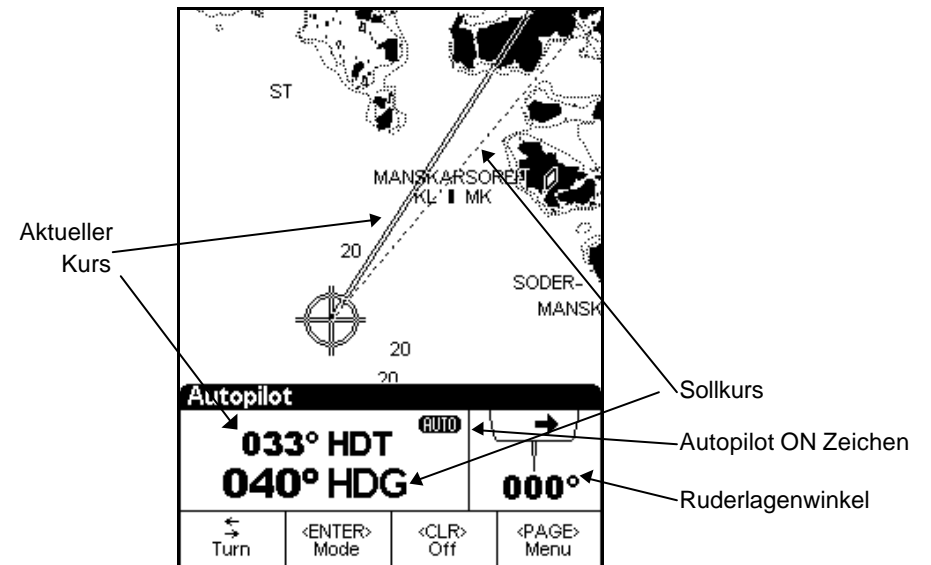 ST
MANSKARSOREN
KL I MK
Aktueller
Kurs
20
SODER-
MANSK
20
20
Autopilot
Sollkurs
AUTO
033° HDT
Autopilot ON Zeichen
040° HDG
000°
Ruderlagenwinkel
Turn
<ENTER>
Mode
<CLR>
Off
<PAGE>
Menu